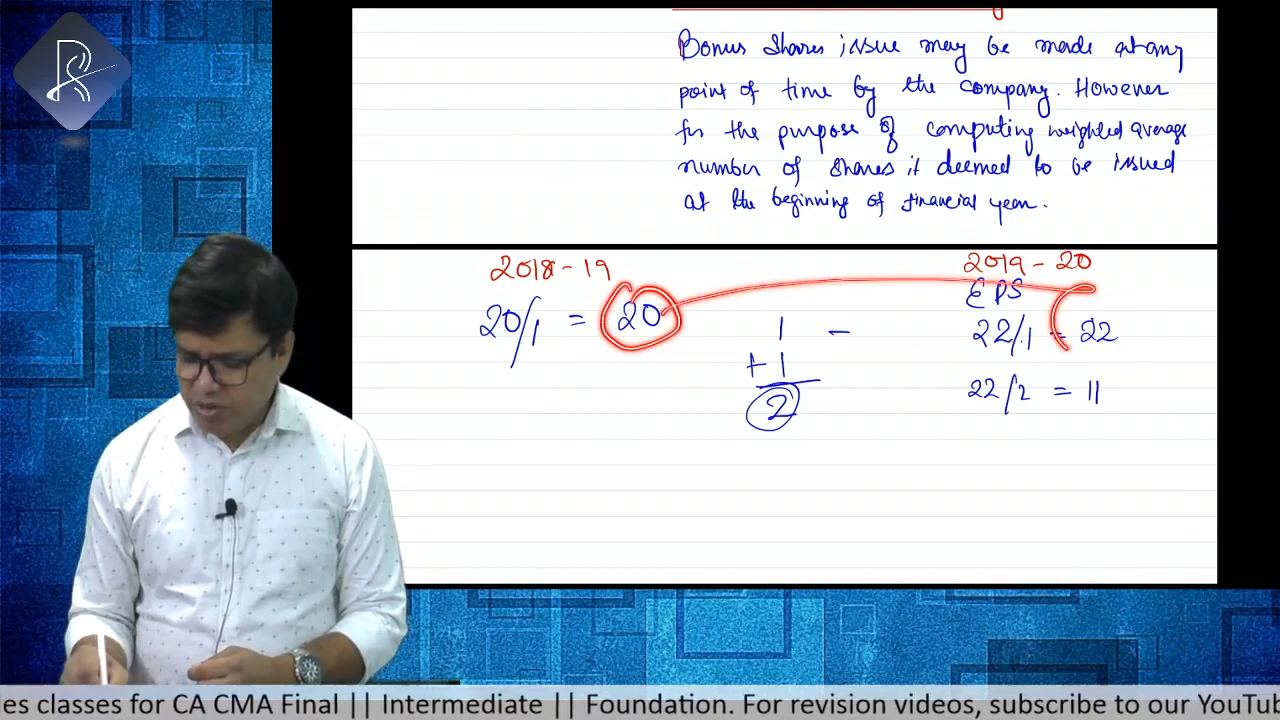 Bonus shares issue may be made at any
point of time by the company. However
for the purpose of computing weighted average
number of shares it deemed to be issued
at the beginning of financial year.
2018-19
20/1 = 20
1 -
+ 1
2
2019-20
EPS
22/1 = 22
22/2 = 11
les classes for CA CMA Final || Intermediate || Foundation. For revision videos, subscribe to our YouTub